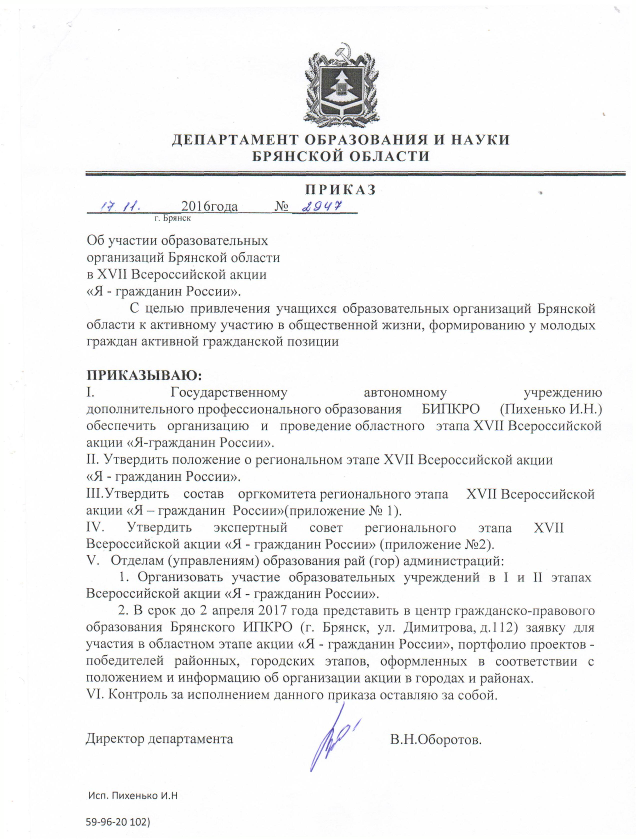 ДЕПАРТАМЕНТ ОБРАЗОВАНИЯ И НАУКИ
БРЯНСКОЙ ОБЛАСТИ
ПРИКАЗ
17 11. 2016года № 2947
г. Брянск
Об участии образовательных
организаций Брянской области
в XVII Всероссийской акции
«Я - гражданин России».
С целью привлечения учащихся образовательных организаций Брянской
области к активному участию в общественной жизни, формированию у молодых
граждан активной гражданской позиции
ПРИКАЗЫВАЮ:
I. Государственному автономному учреждению
дополнительного профессионального образования БИПКРО (Пихенько И.Н.)
обеспечить организацию и проведение областного этапа XVII Всероссийской
акции «Я-гражданин России».
II. Утвердить положение о региональном этапе XVII Всероссийской акции
«Я - гражданин России».
III.Утвердить состав оргкомитета регионального этапа XVII Всероссийской
акции «Я – гражданин России»(приложение № 1).
IV. Утвердить экспертный совет регионального этапа XVII
Всероссийской акции «Я - гражданин России» (приложение №2).
V. Отделам (управлениям) образования рай (гор) администраций:
1. Организовать участие образовательных учреждений в I и II этапах
Всероссийской акции «Я - гражданин России».
2. В срок до 2 апреля 2017 года представить в центр гражданско-правового
образования Брянского ИПКРО (г. Брянск, ул. Димитрова, д.112) заявку для
участия в областном этапе акции «Я - гражданин России», портфолио проектов -
победителей районных, городских этапов, оформленных в соответствии с
положением и информацию об организации акции в городах и районах.
VI. Контроль за исполнением данного приказа оставляю за собой.
Директор департамента В.Н.Оборотов.
Исп. Пихенько И.Н
59-96-20 102)